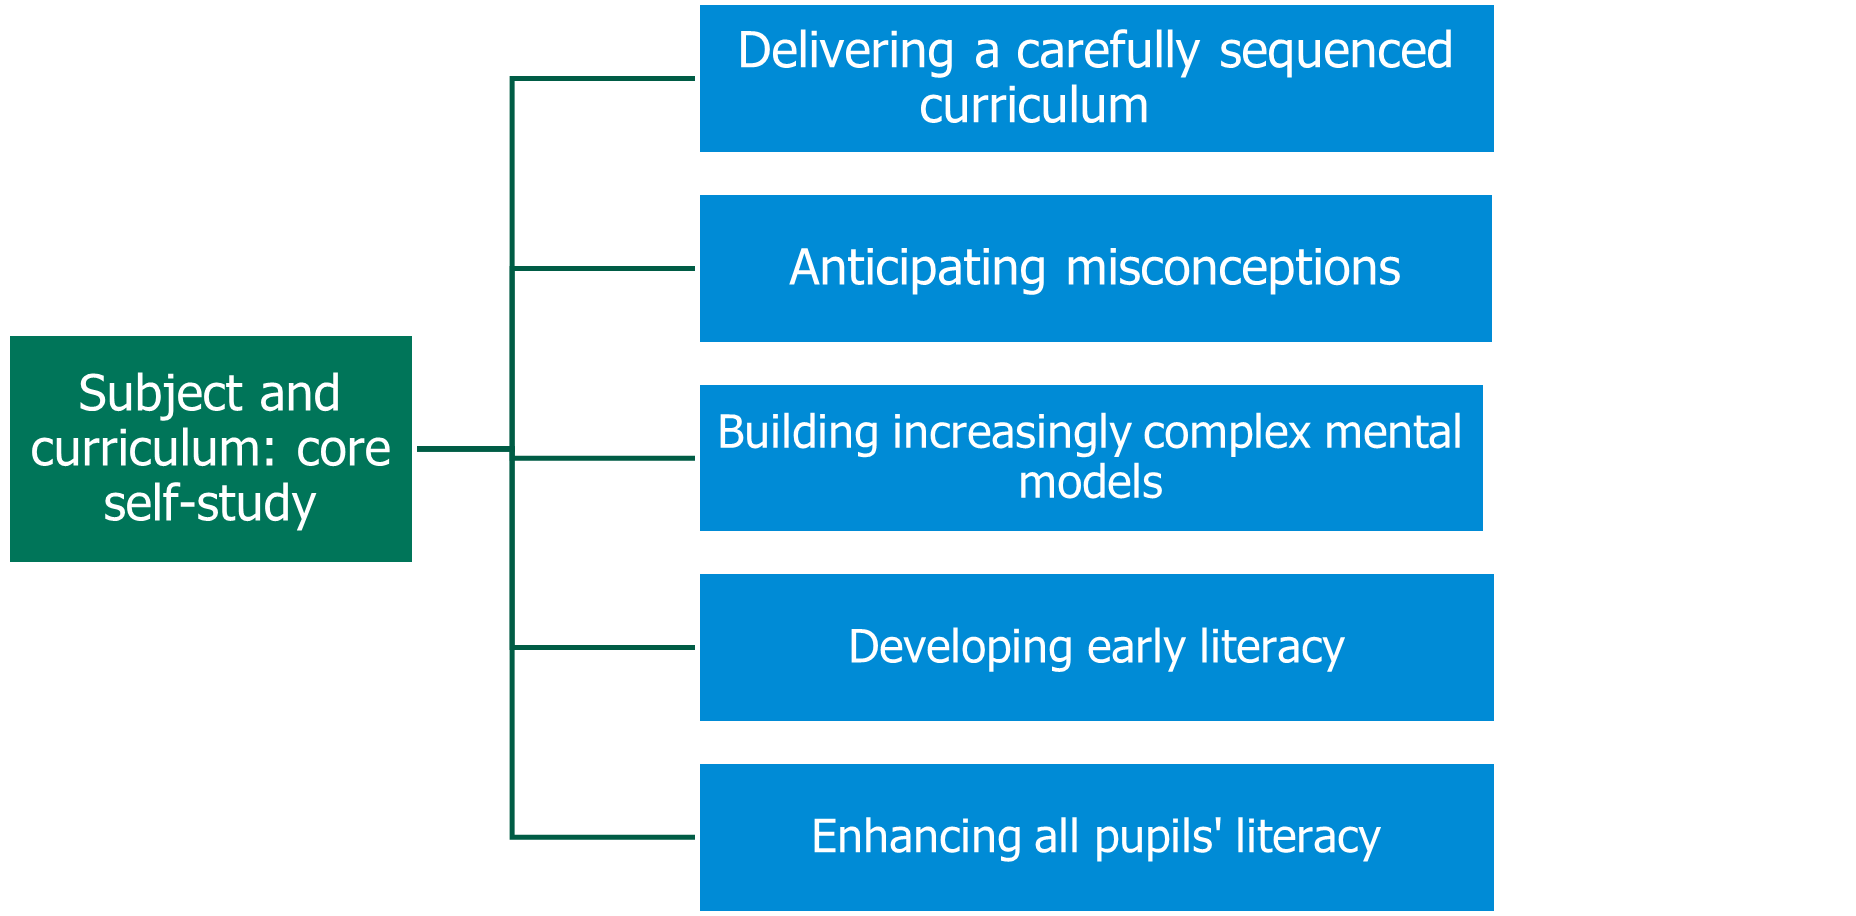 Subject and
curriculum: core
self-study
Delivering a carefully sequenced
curriculum
Anticipating misconceptions
Building increasingly complex mental
models
Developing early literacy
Enhancing all pupils' literacy